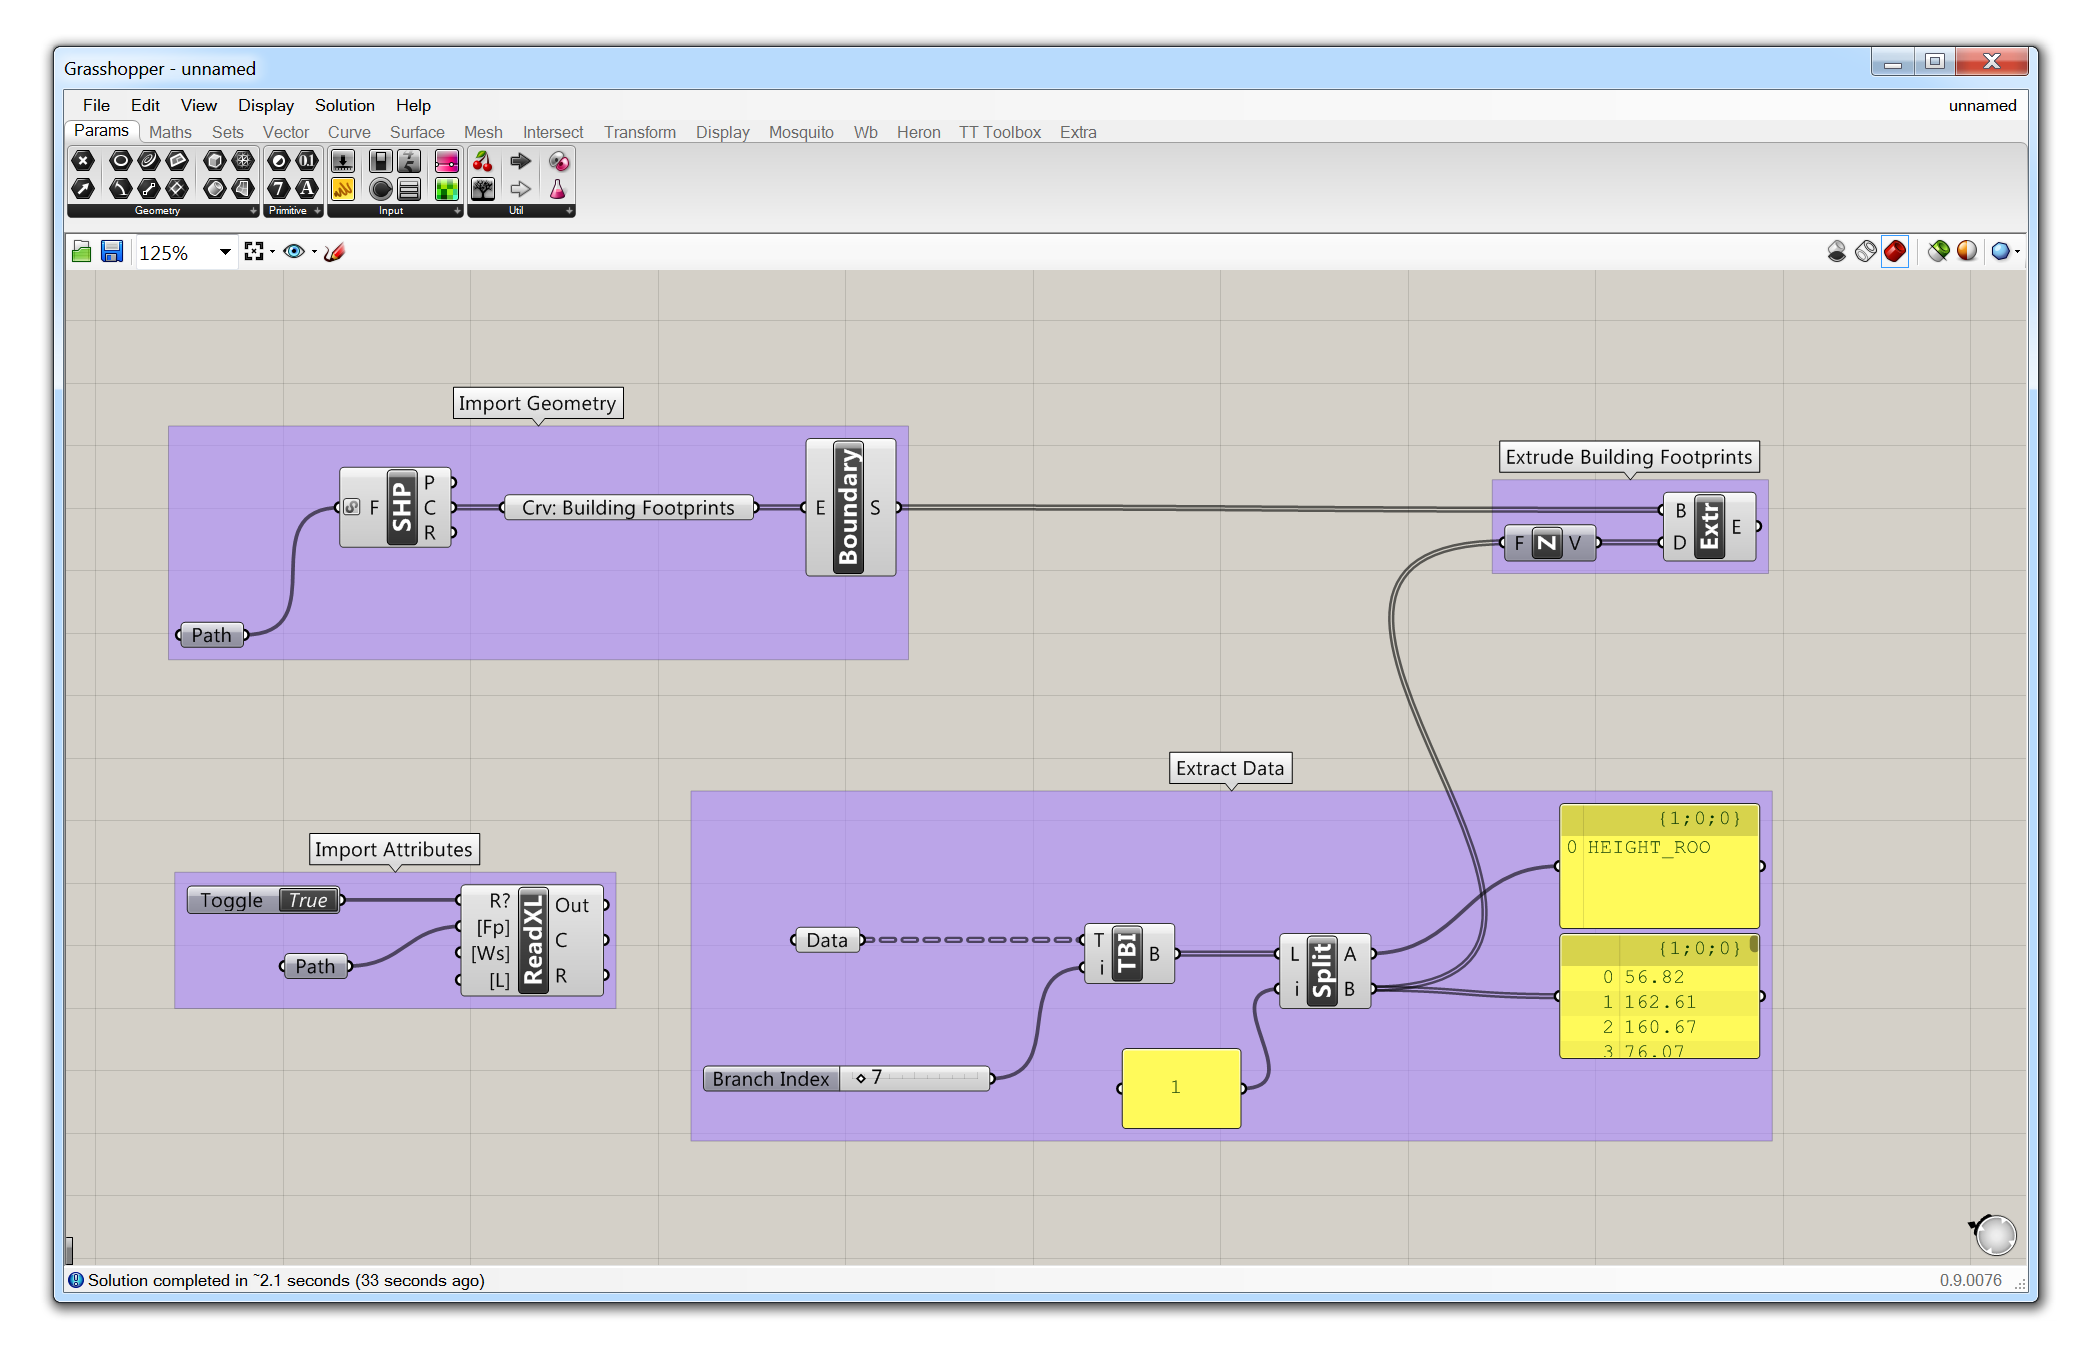 Grasshopper - unnamed
File Edit View Display Solution Help unnamed
Params Maths Sets Vector Curve Surface Mesh Intersect Transform Display Mosquito Wb Heron TT Toolbox Extra
0.1
7 A
Geometry Primitive Input Util
125%
Import Geometry
Extrude Building Footprints
SHP F P C R
Crv: Building Footprints
Boundary E S
Path
F Z V
Extr B D E
Extract Data
Import Attributes
Toggle True
Path
ReadXL R? [Fp] [Ws] [L] Out C R
Data
TBI T i B
Split L i A B
Branch Index 7
1
{1;0;0}
0 HEIGHT_ROO
{1;0;0}
0 56.82
1 162.61
2 160.67
3 76.07
Solution completed in ~2.1 seconds (33 seconds ago) 0.9.0076